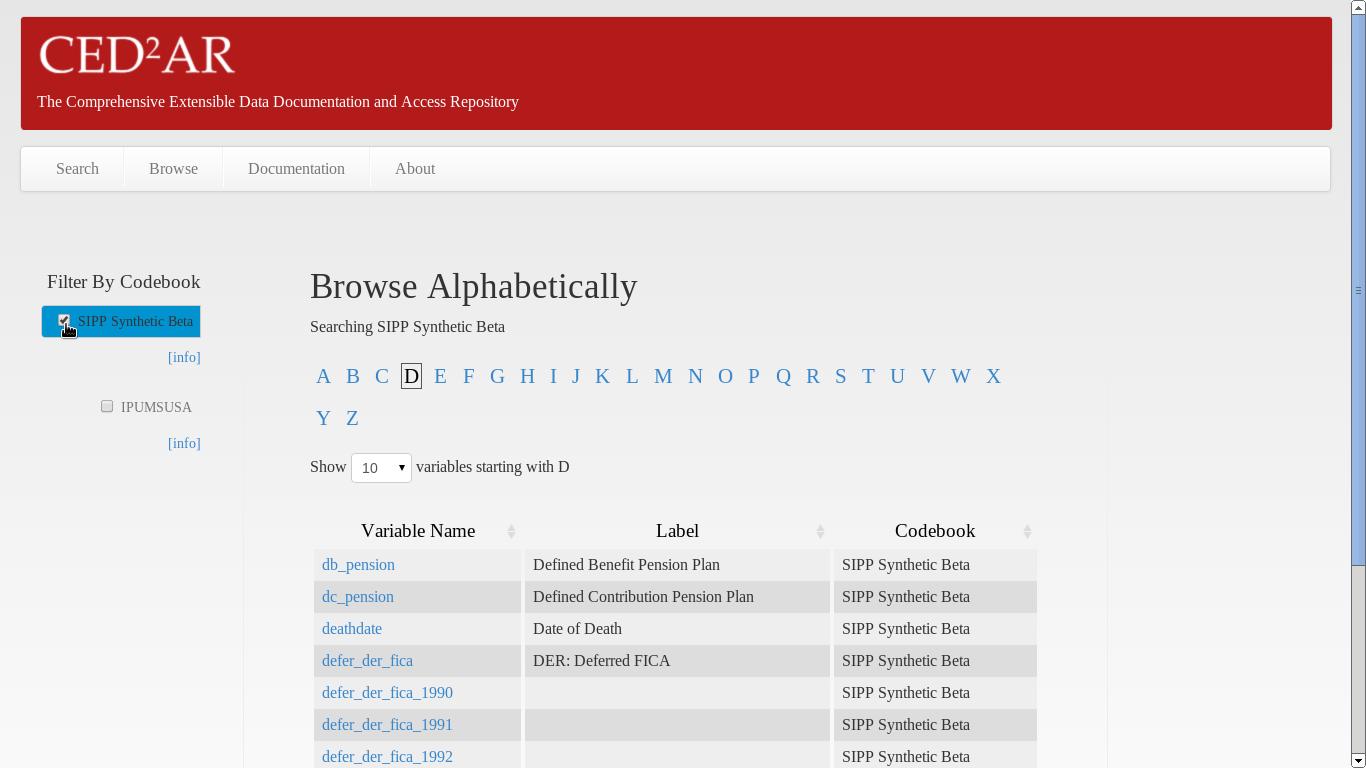 CED²AR
The Comprehensive Extensible Data Documentation and Access Repository
Search Browse Documentation About
Filter By Codebook
SIPP Synthetic Beta
[info]
IPUMSUSA
[info]
Browse Alphabetically
Searching SIPP Synthetic Beta
A B C D E F G H I J K L M N O P Q R S T U V W X
Y Z
Show 10 variables starting with D
Variable Name Label Codebook
db_pension Defined Benefit Pension Plan SIPP Synthetic Beta
dc_pension Defined Contribution Pension Plan SIPP Synthetic Beta
deathdate Date of Death SIPP Synthetic Beta
defer_der_fica DER: Deferred FICA SIPP Synthetic Beta
defer_der_fica_1990 SIPP Synthetic Beta
defer_der_fica_1991 SIPP Synthetic Beta
defer_der_fica_1992 SIPP Synthetic Beta